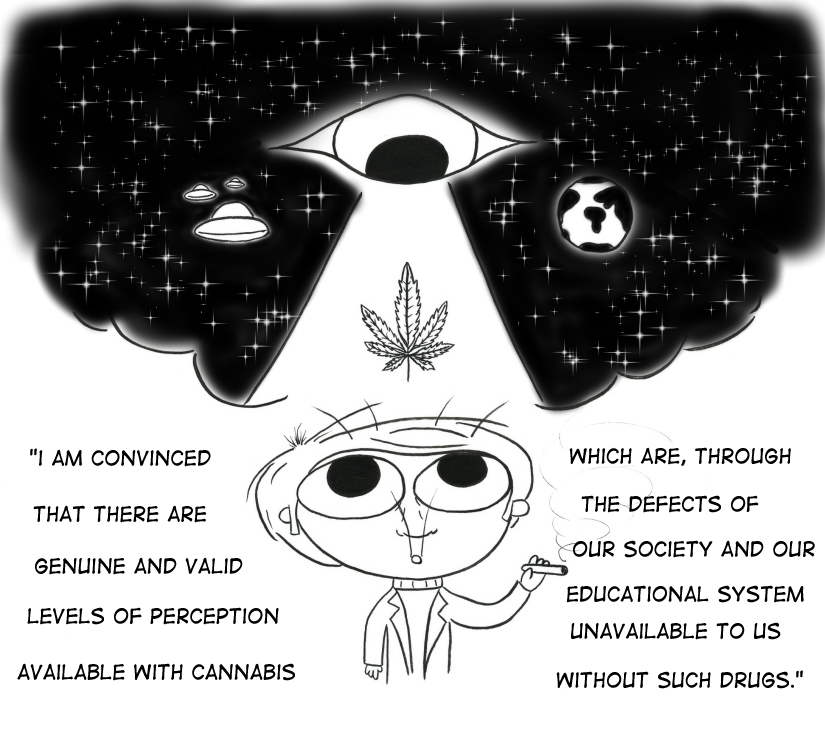 "I AM CONVINCED
THAT THERE ARE
GENUINE AND VALID
LEVELS OF PERCEPTION
AVAILABLE WITH CANNABIS
WHICH ARE, THROUGH
THE DEFECTS OF
OUR SOCIETY AND OUR
EDUCATIONAL SYSTEM
UNAVAILABLE TO US
WITHOUT SUCH DRUGS."